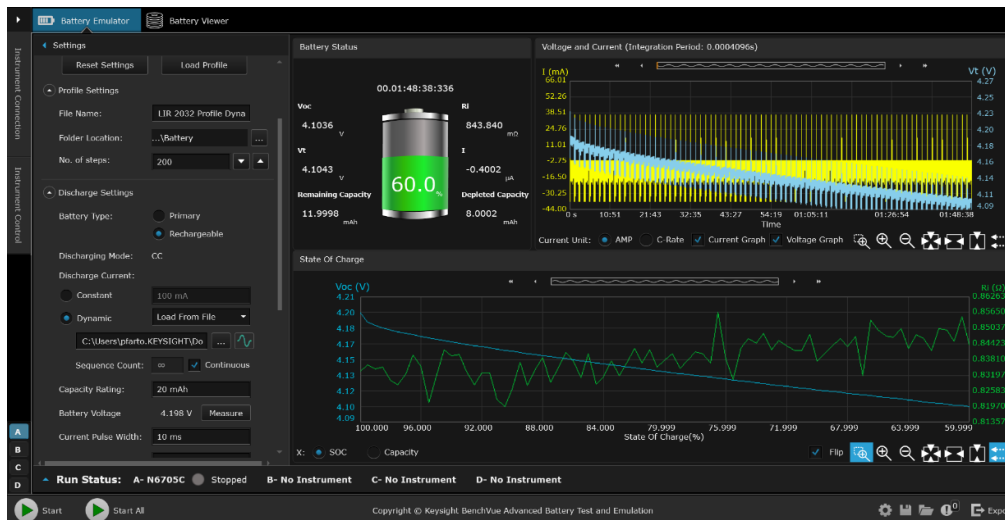 Battery Emulator
Battery Viewer
Instrument Connection
Instrument Control
Settings
Reset Settings
Load Profile
Profile Settings
File Name:
LIR 2032 Profile Dyna
Folder Location:
...\Battery
...
No. of steps:
200
Discharge Settings
Battery Type:
Primary
Rechargeable
Discharging Mode:
CC
Discharge Current:
Constant
100 mA
Dynamic
Load From File
C:\Users\pfarto.KEYSIGHT\Do
...
Sequence Count:
∞
Continuous
Capacity Rating:
20 mAh
Battery Voltage
4.198 V
Measure
Current Pulse Width:
10 ms
A
B
C
D
Battery Status
00.01:48:38:336
Voc
4.1036 V
Ri
843.840 mΩ
Vt
4.1043 V
I
-0.4002 µA
60.0 %
Remaining Capacity
11.9998 mAh
Depleted Capacity
8.0002 mAh
Voltage and Current (Integration Period: 0.0004096s)
I (mA)
66.01
52.26
38.51
24.76
11.01
-2.75
-16.50
-30.25
-44.00
Vt (V)
4.27
4.25
4.23
4.20
4.18
4.16
4.14
4.11
4.09
0 s 10:51 21:43 32:35 43:27 54:19 01:05:11 01:26:54 01:48:38
Time
Current Unit: AMP C-Rate Current Graph Voltage Graph
State Of Charge
Voc (V)
4.21
4.20
4.18
4.17
4.15
4.13
4.12
4.10
4.09
Ri (Ω)
0.86263
0.85650
0.85037
0.84423
0.83810
0.83197
0.82583
0.81970
0.81357
100.000 96.000 92.000 88.000 84.000 79.999 75.999 71.999 67.999 63.999 59.999
State Of Charge(%)
X: SOC Capacity
Flip
Run Status: A- N6705C Stopped B- No Instrument C- No Instrument D- No Instrument
Start
Start All
Copyright © Keysight BenchVue Advanced Battery Test and Emulation
0
Expo